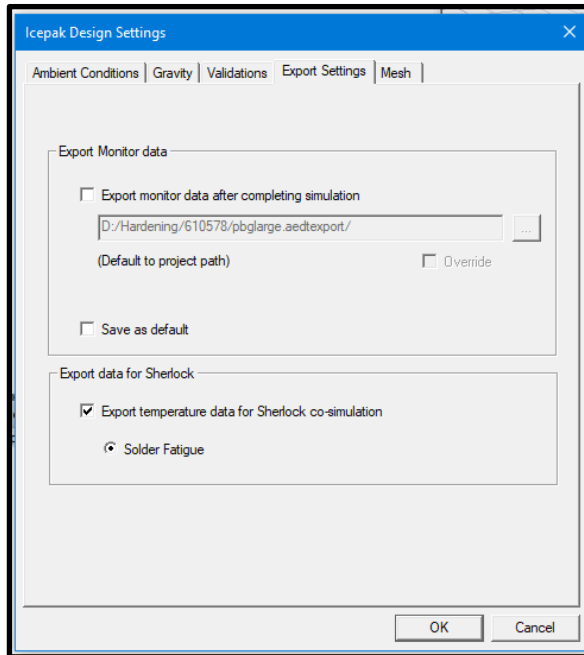 Icepak Design Settings
Ambient Conditions Gravity Validations Export Settings Mesh
Export Monitor data
Export monitor data after completing simulation
D:/Hardening/610578/pbglarge.aedtexport/ ...
(Default to project path) Override
Save as default
Export data for Sherlock
Export temperature data for Sherlock co-simulation
Solder Fatigue
OK Cancel